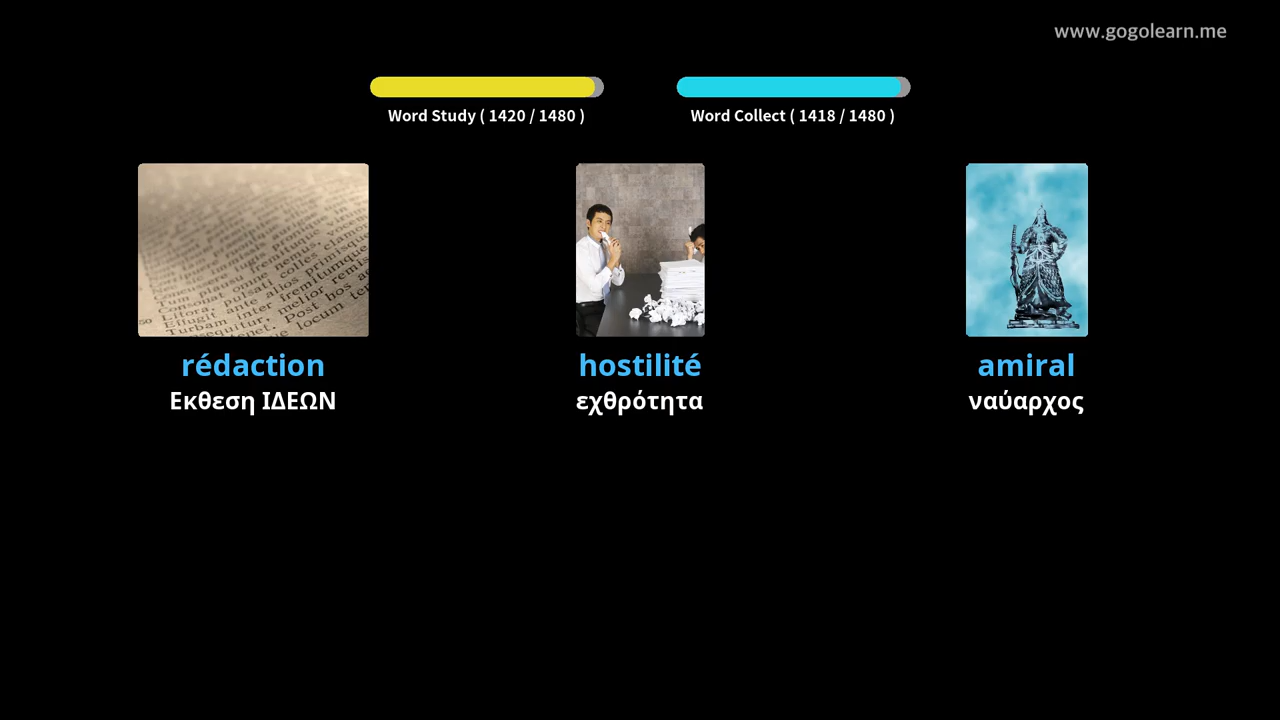 www.gogolearn.me
Word Study ( 1420 / 1480 )
Word Collect ( 1418 / 1480 )
rédaction
Εκθεση ΙΔΕΩΝ
hostilité
εχθρότητα
amiral
ναύαρχος